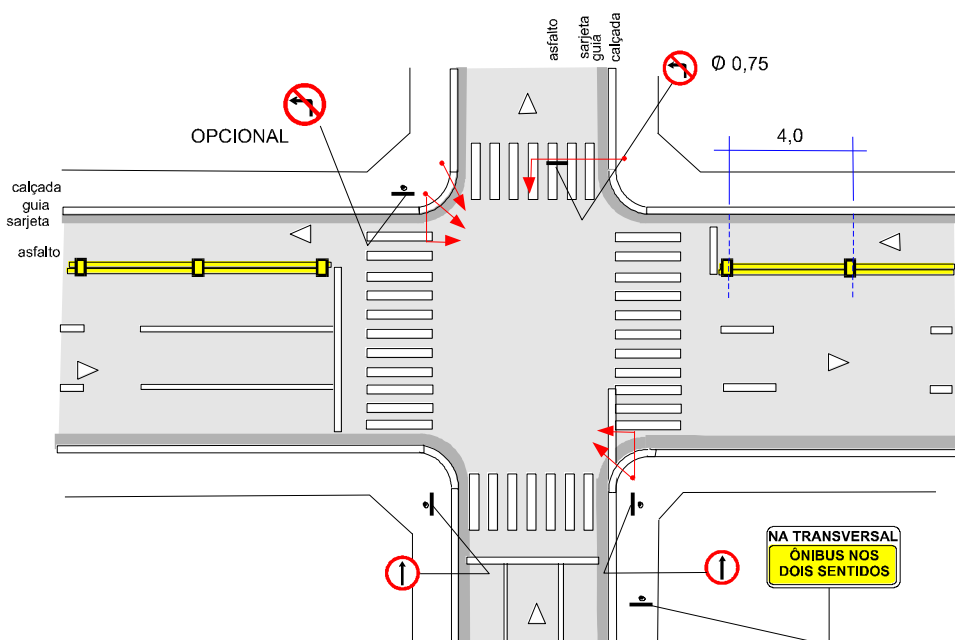 asfalto
sarjeta
guia
calçada
Ø 0,75
OPCIONAL
4,0
calçada
guia
sarjeta
asfalto
NA TRANSVERSAL
ÔNIBUS NOS
DOIS SENTIDOS